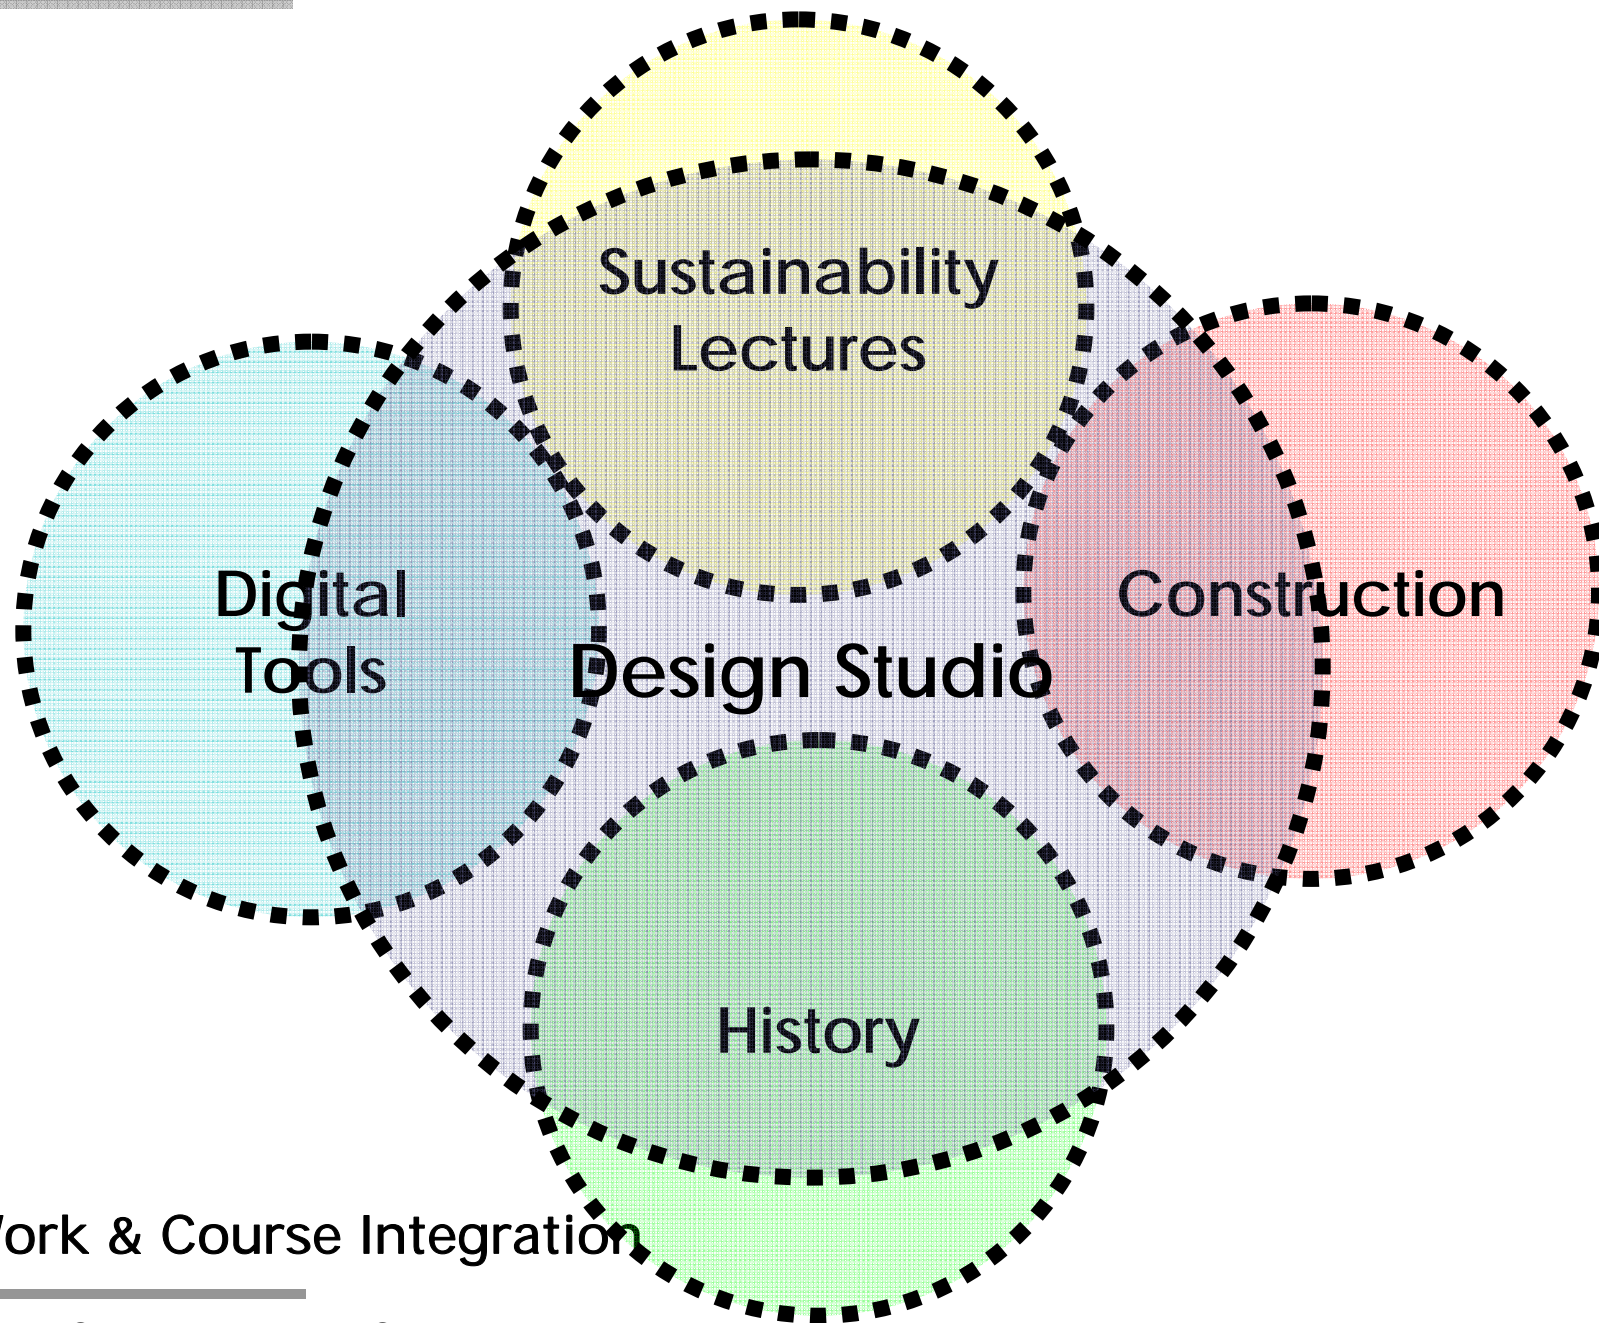 Sustainability
Lectures
Digital
Tools
Construction
Design Studio
History
ork & Course Integration